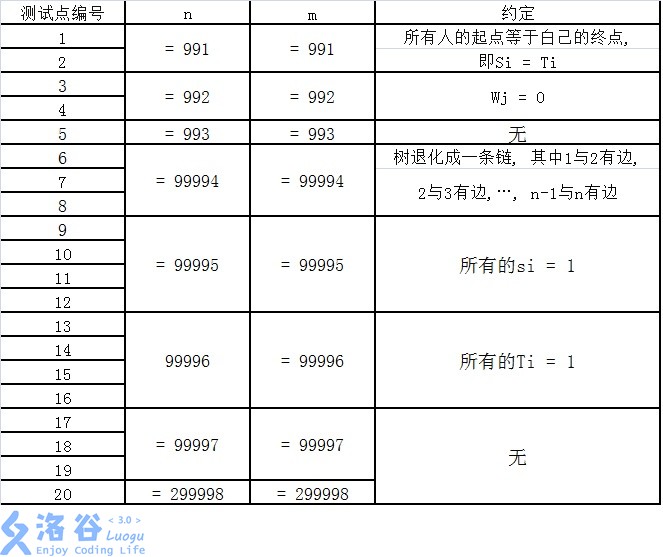 测试点编号 n m 约定
1
2
= 991 = 991
所有人的起点等于自己的终点,
即Si = Ti
3
4
= 992 = 992 Wj = 0
5 = 993 = 993 无
6
7
8
= 99994 = 99994
树退化成一条链, 其中1与2有边,
2与3有边,…, n-1与n有边
9
10
11
12
= 99995 = 99995 所有的si = 1
13
14
15
16
99996 = 99996 所有的Ti = 1
17
18
19
= 99997 = 99997
无
20 = 299998 = 299998
洛谷 <3.0> Luogu
Enjoy Coding Life